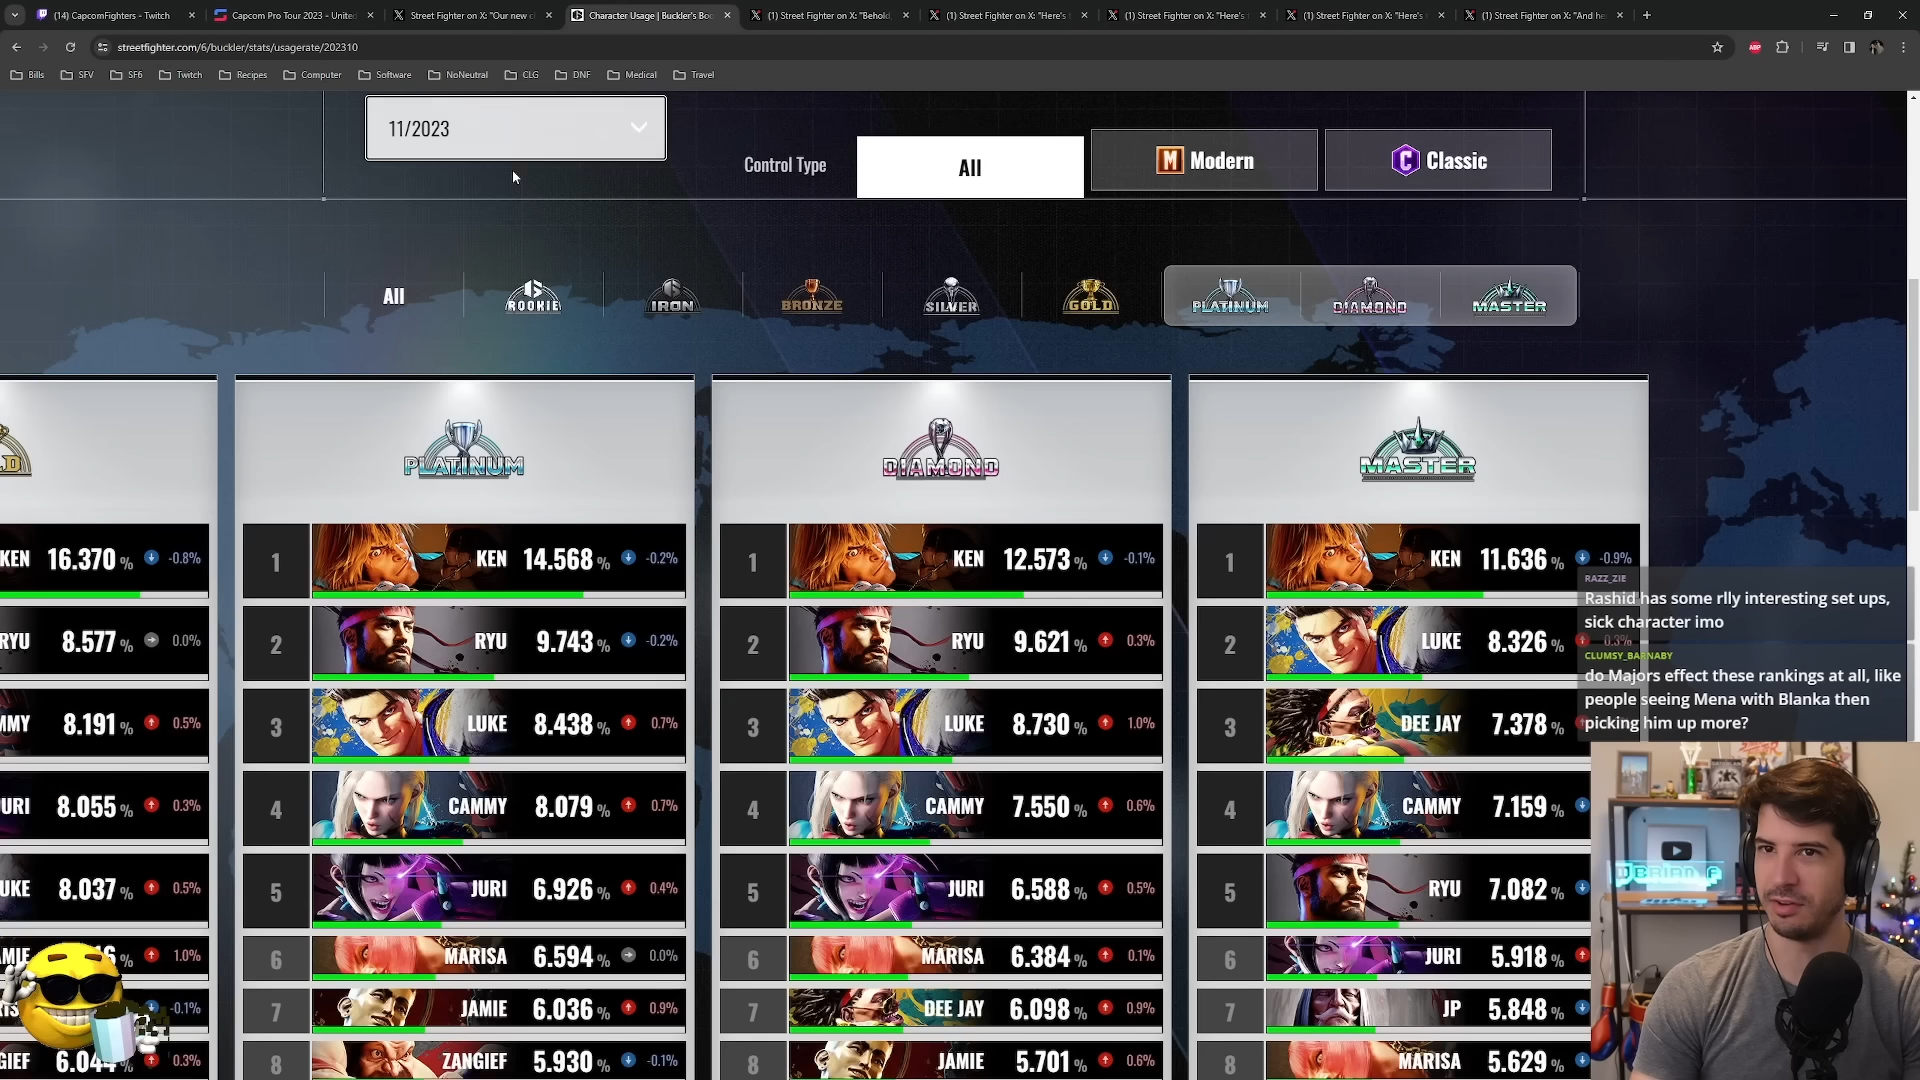 (14) CapcomFighters - Twitch
Capcom Pro Tour 2023 - United
Street Fighter on X: "Our new c
Character Usage | Buckler's Boo
(1) Street Fighter on X: "Behold,
(1) Street Fighter on X: "Here's
(1) Street Fighter on X: "Here's
(1) Street Fighter on X: "Here's
(1) Street Fighter on X: "And he
streetfighter.com/6/buckler/stats/usagerate/202310
ABP
Bills
SFV
SF6
Twitch
Recipes
Computer
Software
NoNeutral
CLG
DNF
Medical
Travel
11/2023
Control Type
All
M Modern
C Classic
All
ROOKIE
IRON
BRONZE
SILVER
GOLD
PLATINUM
DIAMOND
MASTER
LD
KEN 16.370 % -0.8%
RYU 8.577 % 0.0%
MMY 8.191 % 0.5%
URI 8.055 % 0.3%
UKE 8.037 % 0.5%
AMIE % 1.0%
-0.1%
GIEF 6.044 % 0.3%
PLATINUM
1 KEN 14.568 % -0.2%
2 RYU 9.743 % -0.2%
3 LUKE 8.438 % 0.7%
4 CAMMY 8.079 % 0.7%
5 JURI 6.926 % 0.4%
6 MARISA 6.594 % 0.0%
7 JAMIE 6.036 % 0.9%
8 ZANGIEF 5.930 % -0.1%
DIAMOND
1 KEN 12.573 % -0.1%
2 RYU 9.621 % 0.3%
3 LUKE 8.730 % 1.0%
4 CAMMY 7.550 % 0.6%
5 JURI 6.588 % 0.5%
6 MARISA 6.384 % 0.1%
7 DEE JAY 6.098 % 0.9%
8 JAMIE 5.701 % 0.6%
MASTER
1 KEN 11.636 % -0.9%
2 LUKE 8.326 % 0.3%
3 DEE JAY 7.378 %
4 CAMMY 7.159 %
5 RYU 7.082 %
6 JURI 5.918 %
7 JP 5.848 %
8 MARISA 5.629 %
RAZZ_ZIE
Rashid has some rlly interesting set ups,
sick character imo
CLUMSY_BARNABY
do Majors effect these rankings at all, like
people seeing Mena with Blanka then
picking him up more?